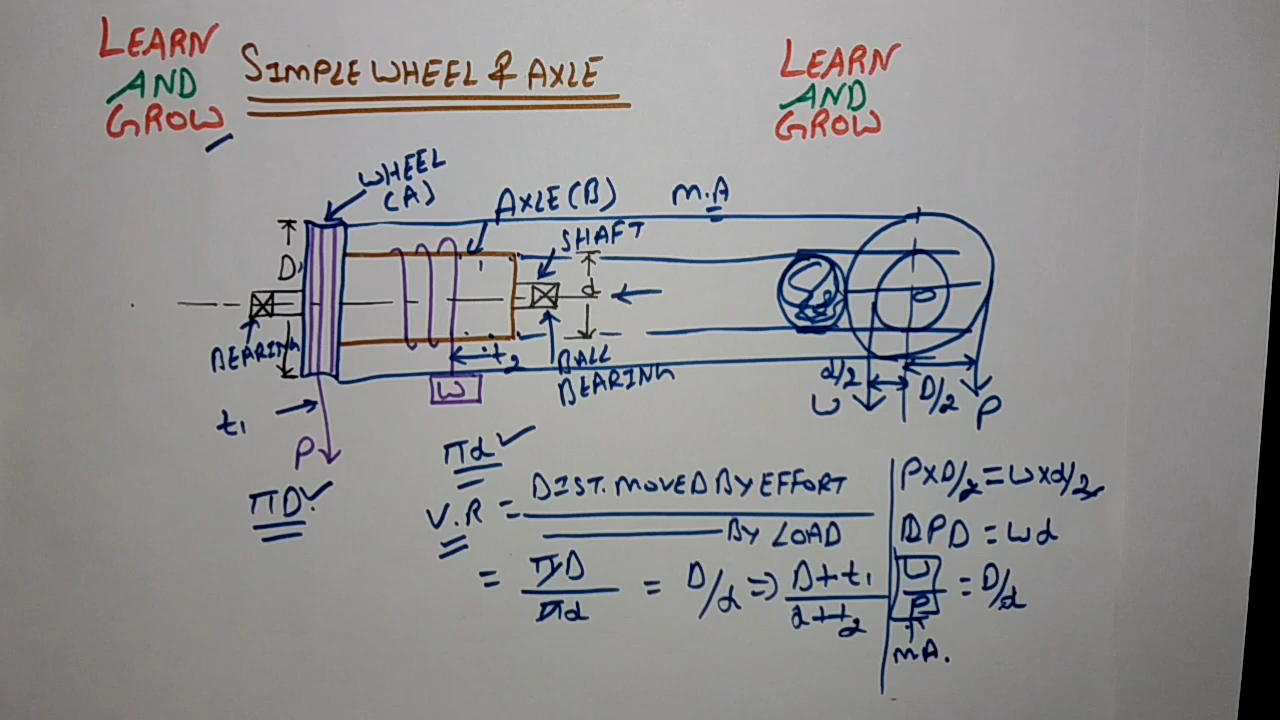 LEARN
AND
GROW
SIMPLE WHEEL & AXLE
LEARN
AND
GROW
WHEEL
(A)
AXLE (B)
M.A
SHAFT
D
d
BEARING
t2
BALL
BEARING
W
t1
P
d/2
D/2
W
P
πD
πd
V.R = DIST. MOVED BY EFFORT
BY LOAD
= πD/πd = D/d => D+t1/d+t2
P×D/2 = W×d/2
PD = Wd
W/P = D/d
MA.